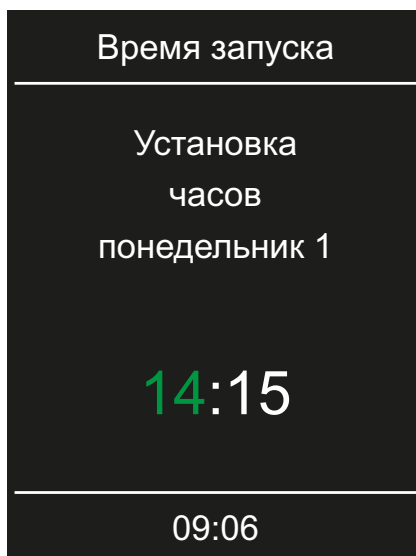 Время запуска
Установка
часов
понедельник 1
14:15
09:06